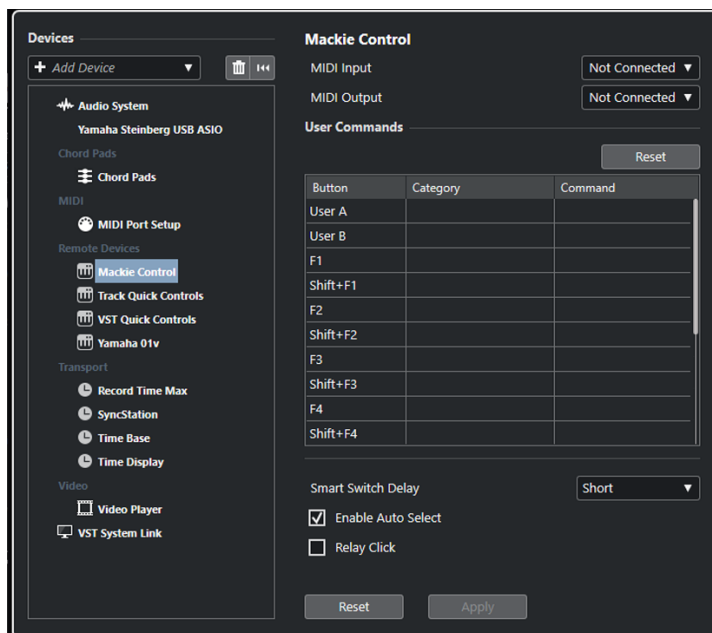 Devices
+ Add Device
Audio System
Yamaha Steinberg USB ASIO
Chord Pads
Chord Pads
MIDI
MIDI Port Setup
Remote Devices
Mackie Control
Track Quick Controls
VST Quick Controls
Yamaha 01v
Transport
Record Time Max
SyncStation
Time Base
Time Display
Video
Video Player
VST System Link
Mackie Control
MIDI Input Not Connected
MIDI Output Not Connected
User Commands
Reset
Button Category Command
User A
User B
F1
Shift+F1
F2
Shift+F2
F3
Shift+F3
F4
Shift+F4
Smart Switch Delay Short
Enable Auto Select
Relay Click
Reset Apply